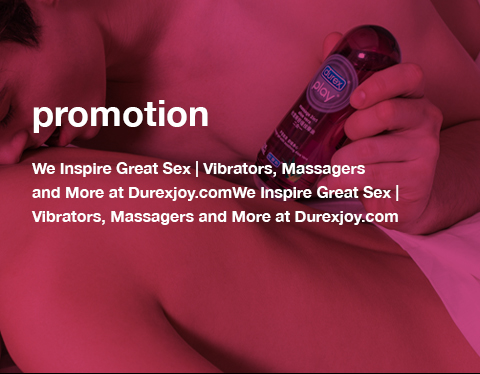 promotion
We Inspire Great Sex | Vibrators, Massagers
and More at Durexjoy.comWe Inspire Great Sex |
Vibrators, Massagers and More at Durexjoy.com
durex
play